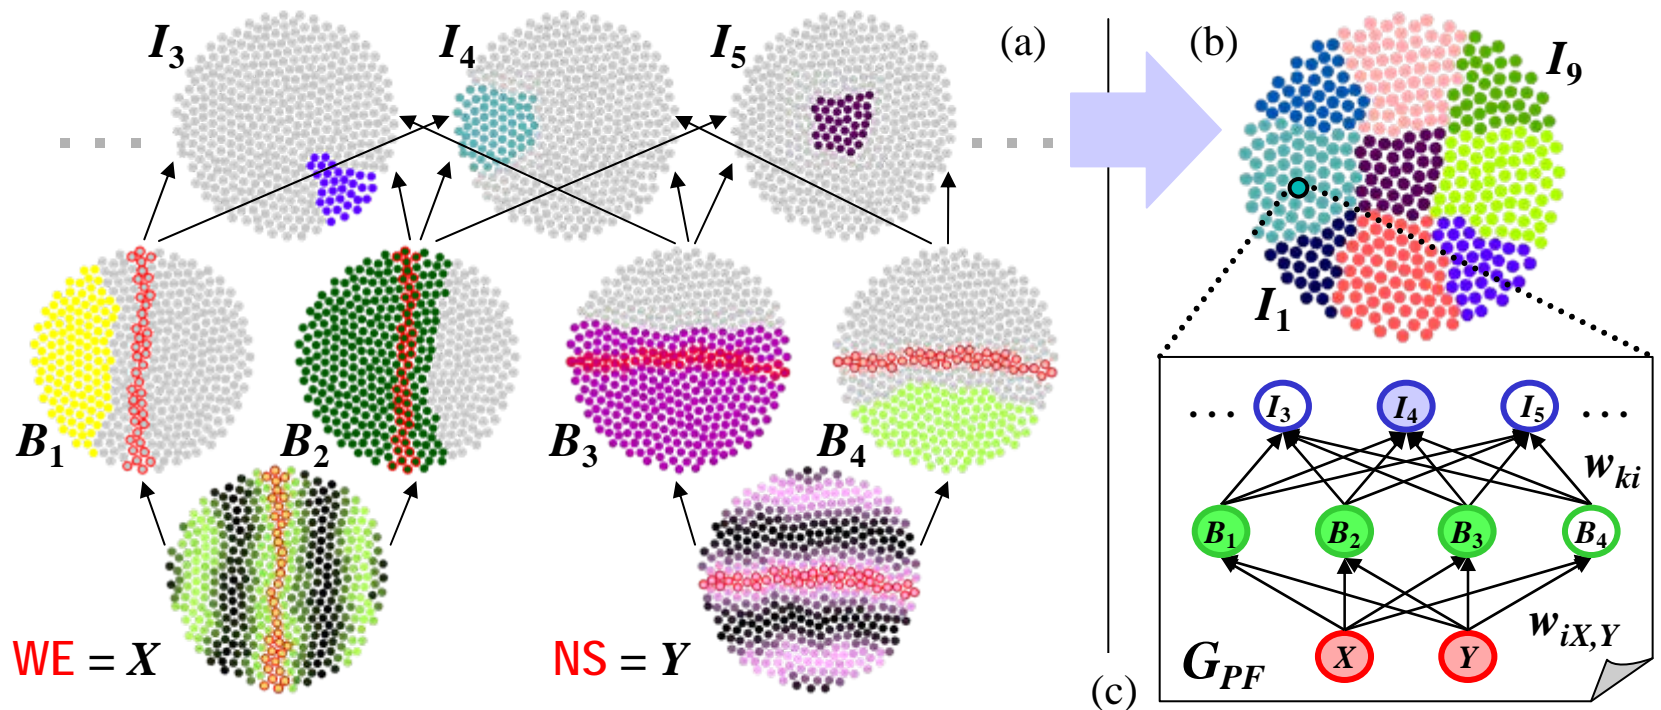 I3 I4 I5 (a)
B1 B2 B3 B4
WE = X NS = Y
(b)
I9
I1
... I3 I4 I5 ...
wki
B1 B2 B3 B4
wiX,Y
X Y
GPF
(c)